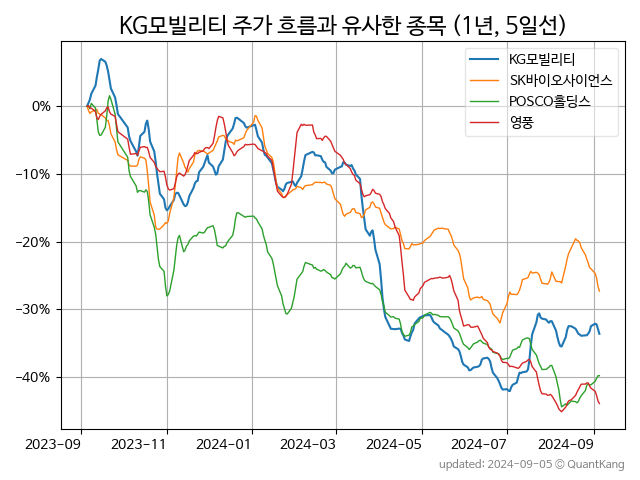 KG모빌리티 주가 흐름과 유사한 종목 (1년, 5일선)
KG모빌리티
SK바이오사이언스
POSCO홀딩스
영풍
0%
−10%
−20%
−30%
−40%
2023-09 2023-11 2024-01 2024-03 2024-05 2024-07 2024-09
updated: 2024-09-05 © QuantKang